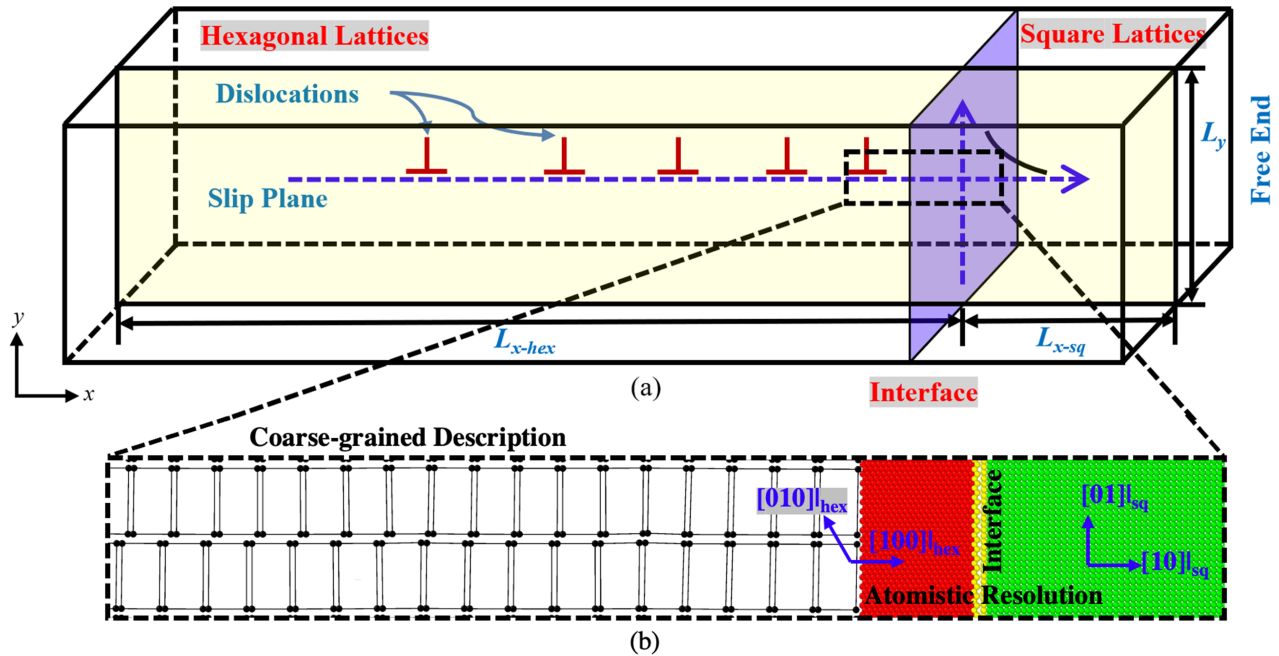 Hexagonal Lattices
Square Lattices
Dislocations
Slip Plane
L_y
Free End
L_x-hex
L_x-sq
y
x
(a)
Interface
Coarse-grained Description
[010]|hex
[100]|hex
Interface
[01]|sq
[10]|sq
Atomistic Resolution
(b)